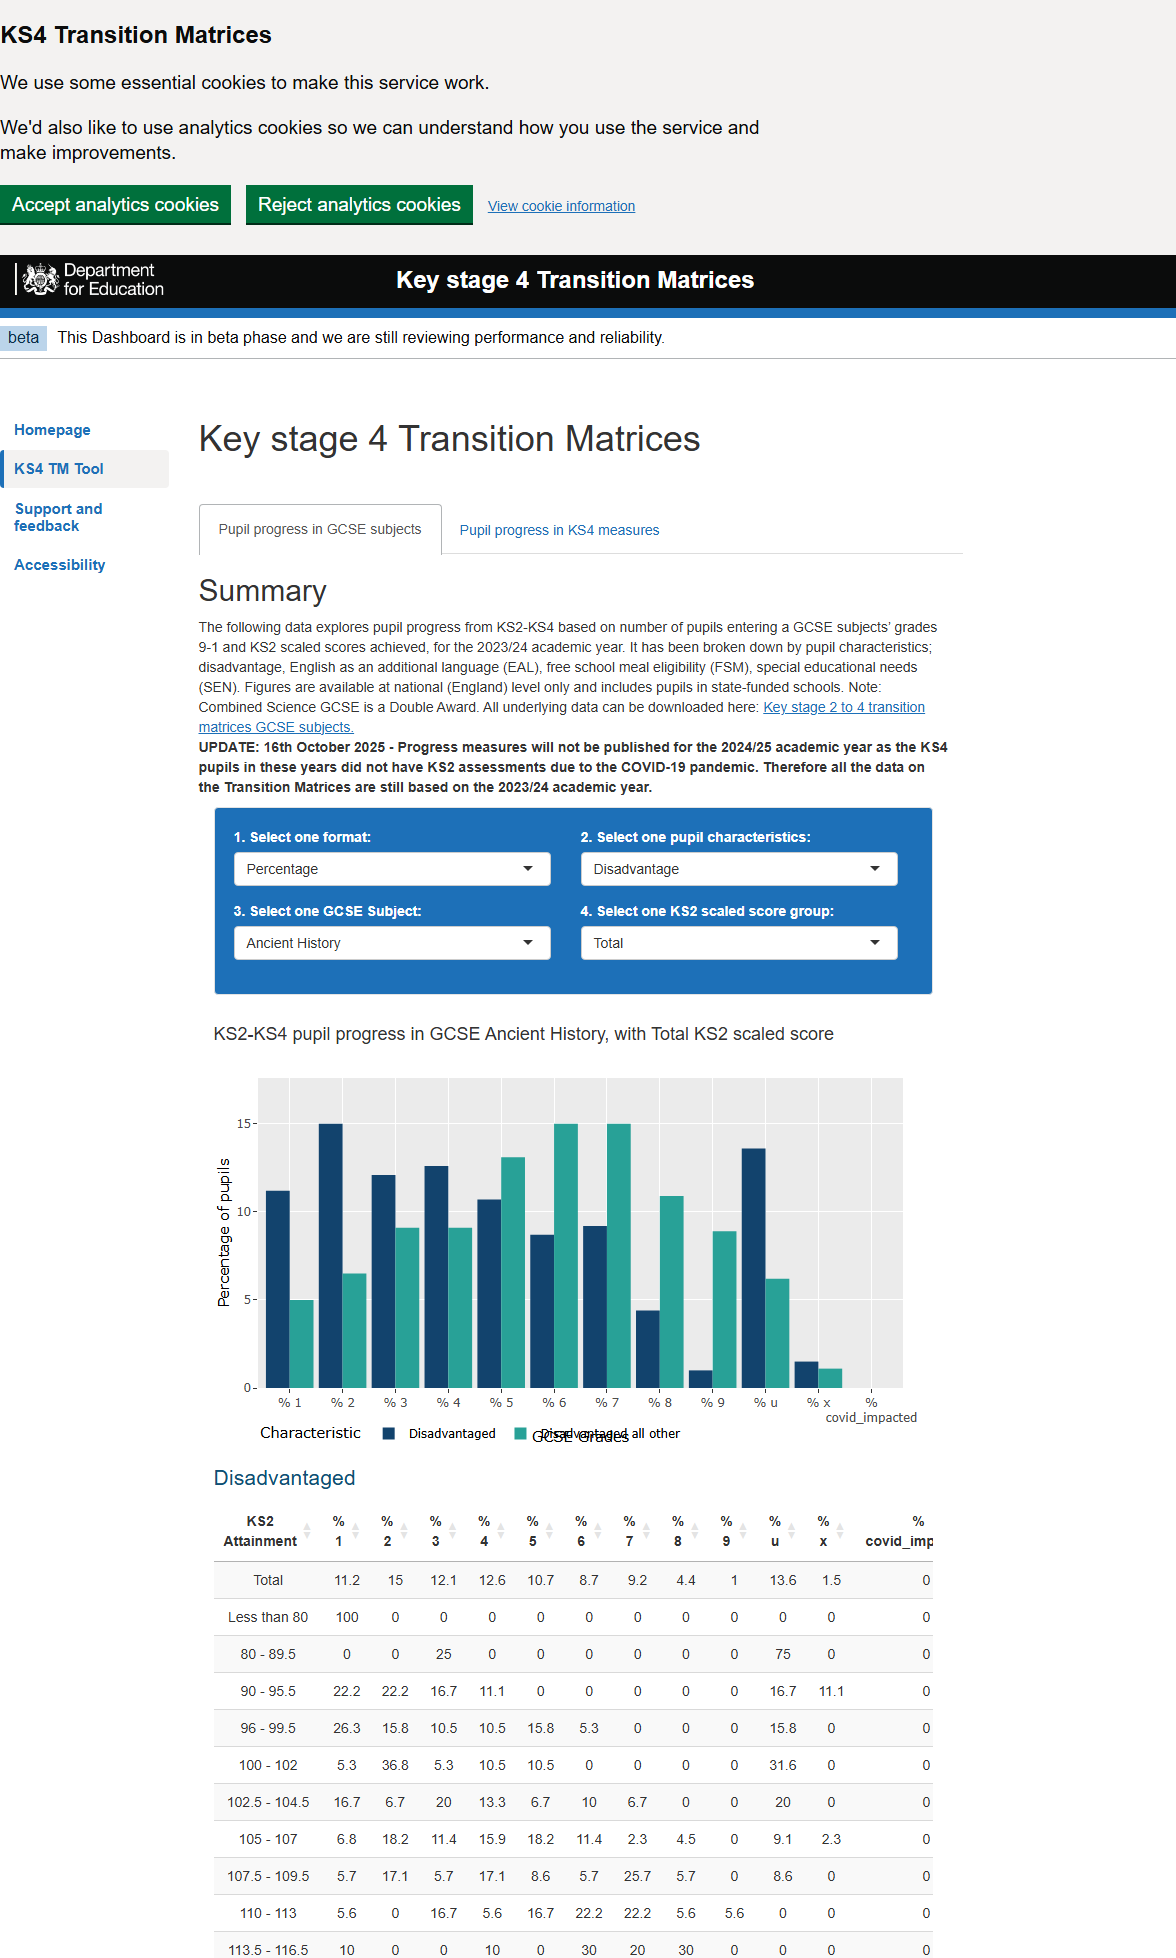 KS4 Transition Matrices
We use some essential cookies to make this service work.
We'd also like to use analytics cookies so we can understand how you use the service and
make improvements.
Accept analytics cookies Reject analytics cookies View cookie information
Department
for Education
Key stage 4 Transition Matrices
beta This Dashboard is in beta phase and we are still reviewing performance and reliability.
Homepage
KS4 TM Tool
Support and
feedback
Accessibility
Key stage 4 Transition Matrices
Pupil progress in GCSE subjects Pupil progress in KS4 measures
Summary
The following data explores pupil progress from KS2-KS4 based on number of pupils entering a GCSE subjects' grades
9-1 and KS2 scaled scores achieved, for the 2023/24 academic year. It has been broken down by pupil characteristics;
disadvantage, English as an additional language (EAL), free school meal eligibility (FSM), special educational needs
(SEN). Figures are available at national (England) level only and includes pupils in state-funded schools. Note:
Combined Science GCSE is a Double Award. All underlying data can be downloaded here: Key stage 2 to 4 transition
matrices GCSE subjects.
UPDATE: 16th October 2025 - Progress measures will not be published for the 2024/25 academic year as the KS4
pupils in these years did not have KS2 assessments due to the COVID-19 pandemic. Therefore all the data on
the Transition Matrices are still based on the 2023/24 academic year.
1. Select one format: 2. Select one pupil characteristics:
Percentage Disadvantage
3. Select one GCSE Subject: 4. Select one KS2 scaled score group:
Ancient History Total
KS2-KS4 pupil progress in GCSE Ancient History, with Total KS2 scaled score
Percentage of pupils
15
10
5
0
% 1 % 2 % 3 % 4 % 5 % 6 % 7 % 8 % 9 % u % x %
covid_impacted
Characteristic Disadvantaged Disadvantaged all other
GCSE Grades
Disadvantaged
KS2 % % % % % % % % % % % %
Attainment 1 2 3 4 5 6 7 8 9 u x covid_imp
Total 11.2 15 12.1 12.6 10.7 8.7 9.2 4.4 1 13.6 1.5 0
Less than 80 100 0 0 0 0 0 0 0 0 0 0 0
80 - 89.5 0 0 25 0 0 0 0 0 0 75 0 0
90 - 95.5 22.2 22.2 16.7 11.1 0 0 0 0 0 16.7 11.1 0
96 - 99.5 26.3 15.8 10.5 10.5 15.8 5.3 0 0 0 15.8 0 0
100 - 102 5.3 36.8 5.3 10.5 10.5 0 0 0 0 31.6 0 0
102.5 - 104.5 16.7 6.7 20 13.3 6.7 10 6.7 0 0 20 0 0
105 - 107 6.8 18.2 11.4 15.9 18.2 11.4 2.3 4.5 0 9.1 2.3 0
107.5 - 109.5 5.7 17.1 5.7 17.1 8.6 5.7 25.7 5.7 0 8.6 0 0
110 - 113 5.6 0 16.7 5.6 16.7 22.2 22.2 5.6 5.6 0 0 0
113.5 - 116.5 10 0 0 10 0 30 20 30 0 0 0 0